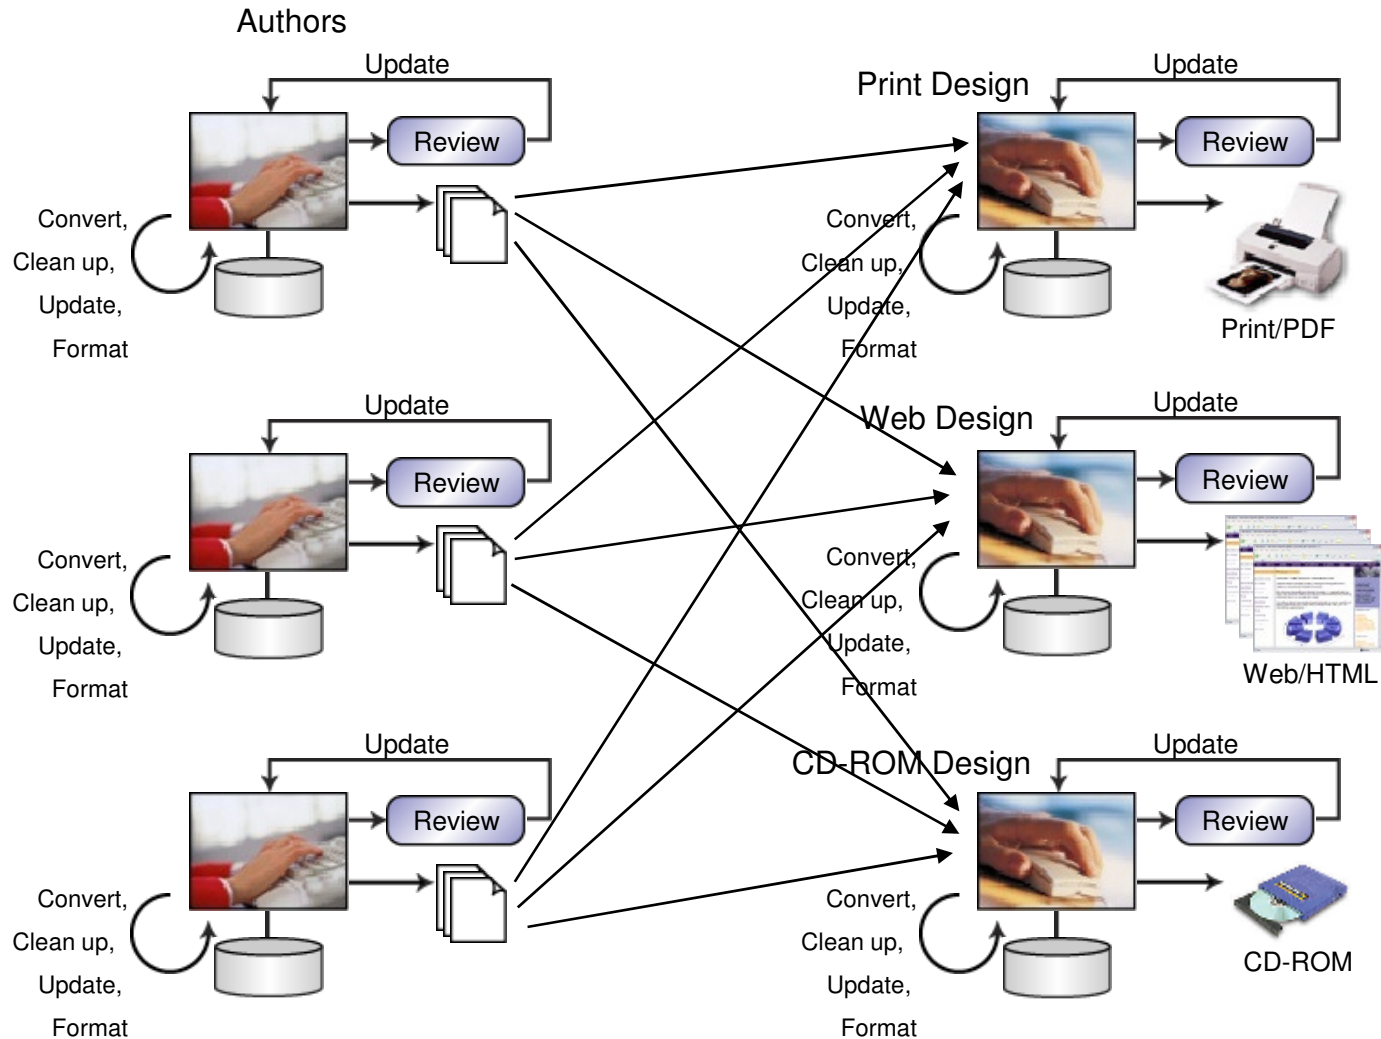 Authors
Update
Review
Convert,
Clean up,
Update,
Format
Update
Review
Convert,
Clean up,
Update,
Format
Update
Review
Convert,
Clean up,
Update,
Format
Print Design
Update
Review
Convert,
Clean up,
Update,
Format
Print/PDF
Web Design
Update
Review
Convert,
Clean up,
Update,
Format
Web/HTML
CD-ROM Design
Update
Review
Convert,
Clean up,
Update,
Format
CD-ROM